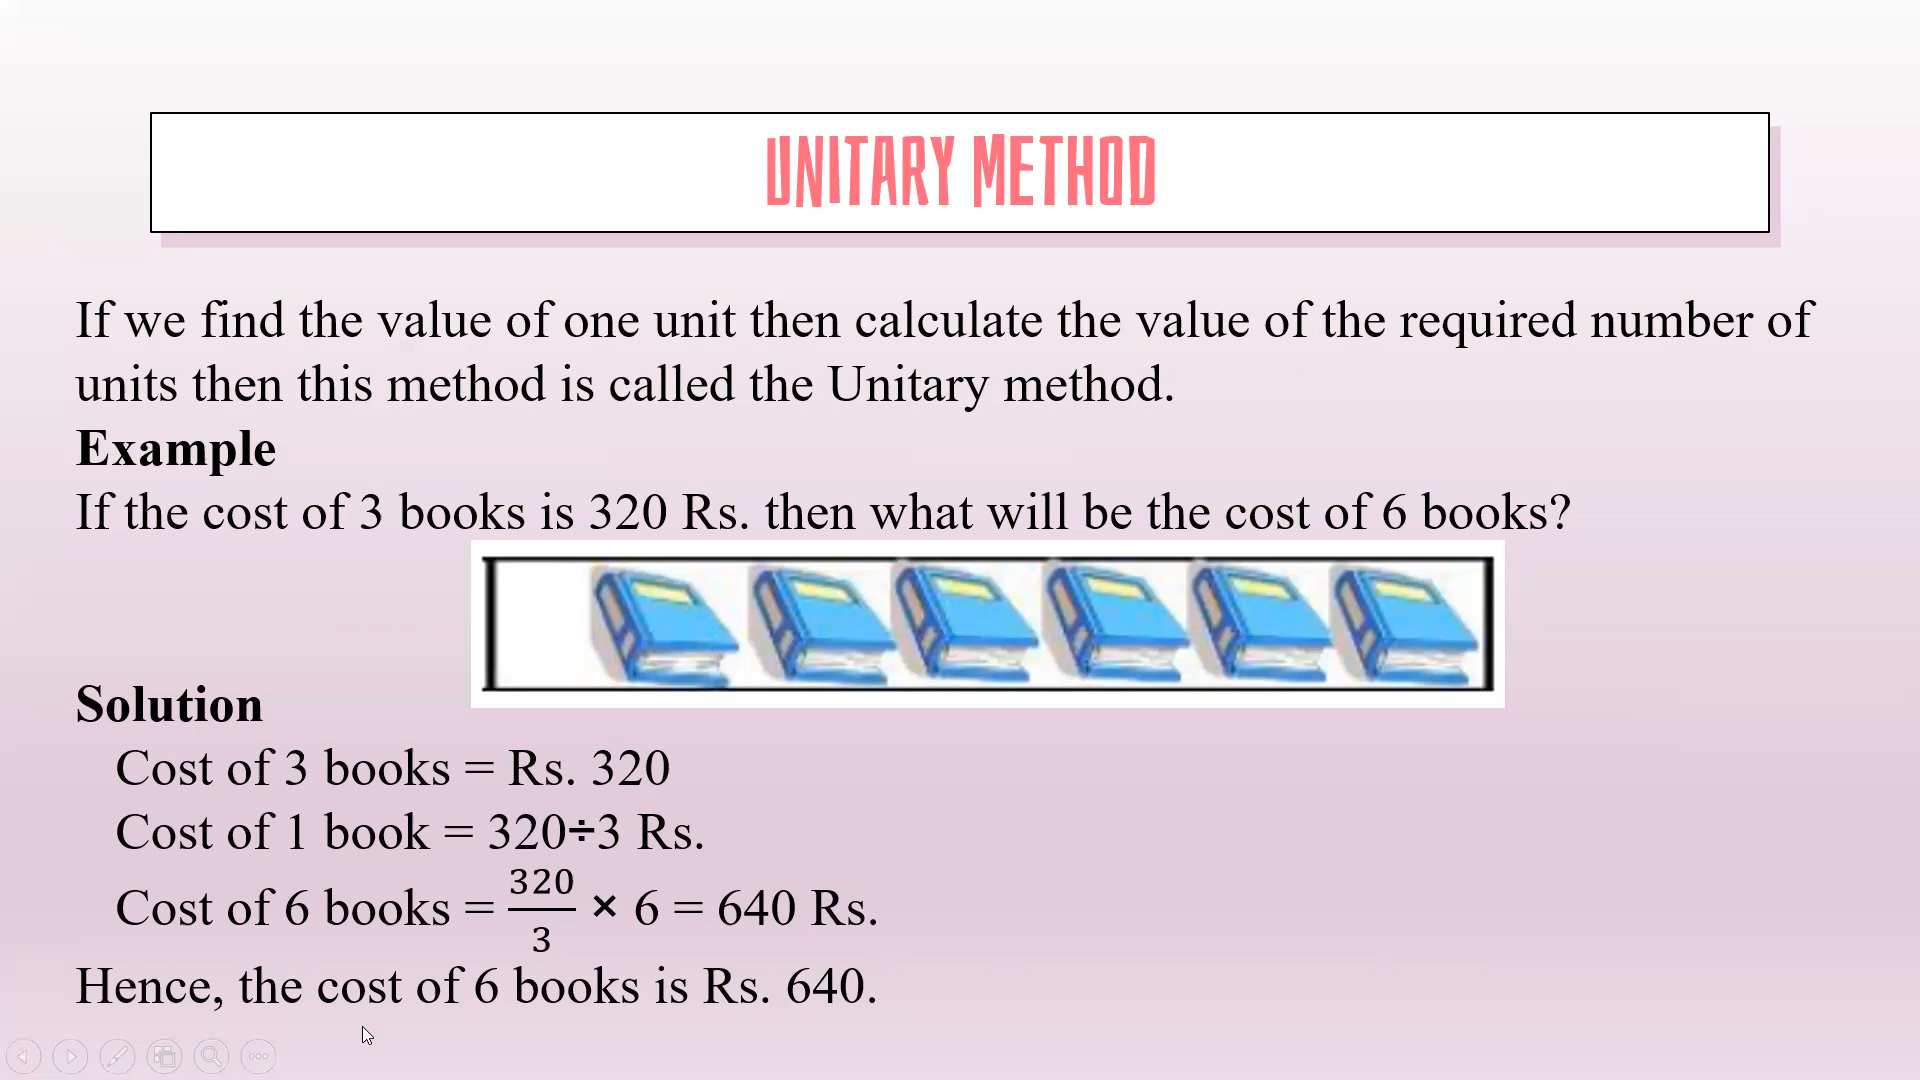 UNITARY METHOD
If we find the value of one unit then calculate the value of the required number of
units then this method is called the Unitary method.
Example
If the cost of 3 books is 320 Rs. then what will be the cost of 6 books?
Solution
Cost of 3 books = Rs. 320
Cost of 1 book = 320÷3 Rs.
Cost of 6 books = 320/3 × 6 = 640 Rs.
Hence, the cost of 6 books is Rs. 640.